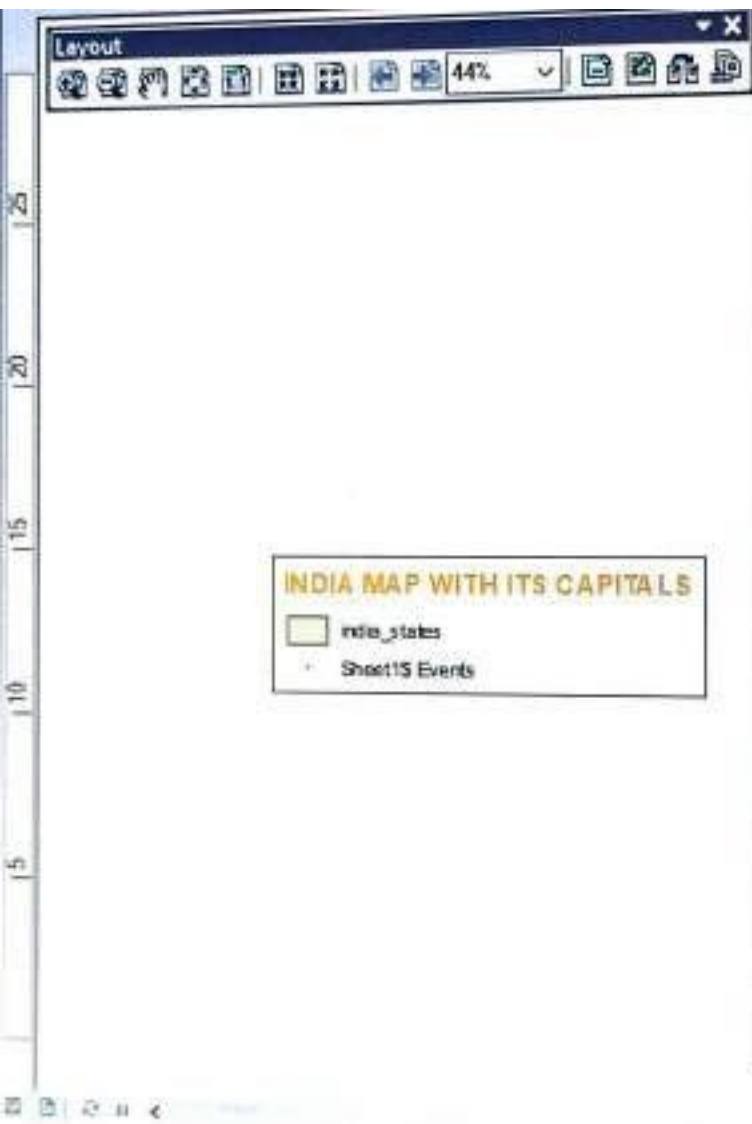 Layout
44%
25
20
15
10
5
INDIA MAP WITH ITS CAPITALS
india_states
Sheet1$ Events